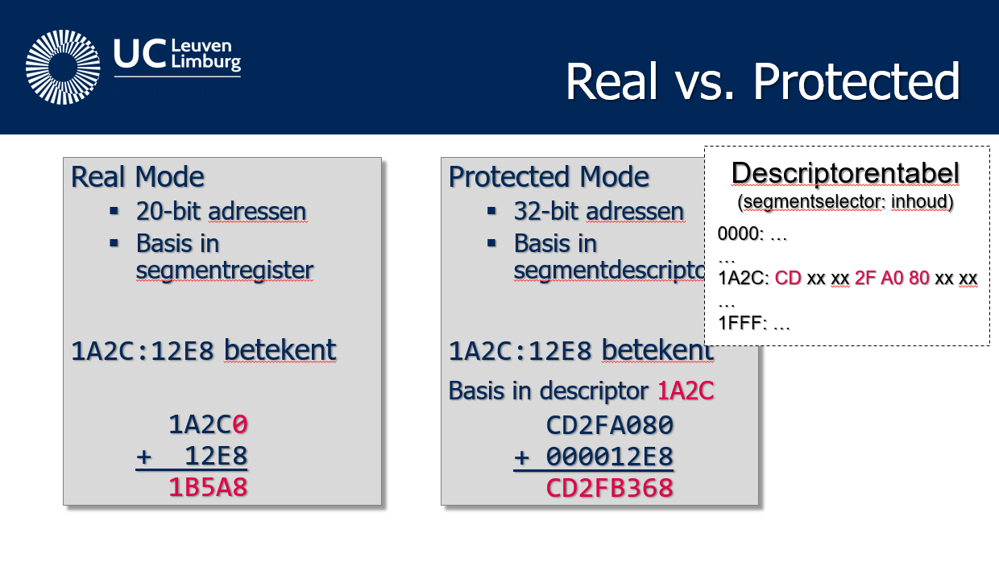 UC Leuven
Limburg
Real vs. Protected
Real Mode
20-bit adressen
Basis in
segmentregister
1A2C:12E8 betekent
1A2C0
+ 12E8
1B5A8
Protected Mode
32-bit adressen
Basis in
segmentdescripto
1A2C:12E8 betekent
Basis in descriptor 1A2C
CD2FA080
+ 000012E8
CD2FB368
Descriptorentabel
(segmentselector: inhoud)
0000: …
…
1A2C: CD xx xx 2F A0 80 xx xx
…
1FFF: …